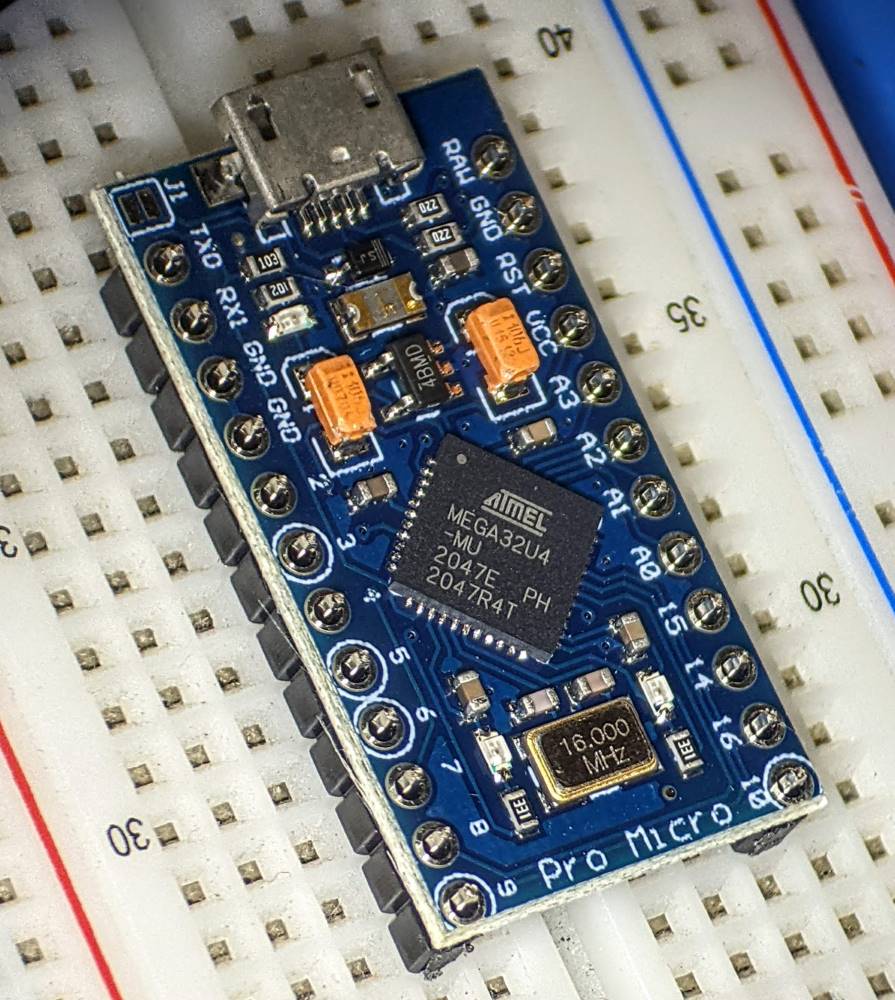 40
J1
TXO
RX1
GND
GND
2
3
4
5
6
7
8
9
RAW
GND
RST
VCC
A3
A2
A1
A0
15
14
16
10
220
220
103
201
4BMD
ATMEL
MEGA32U4
-MU
2047E PH
2047R4T
16.000
MHz
Pro Micro
35
30
30